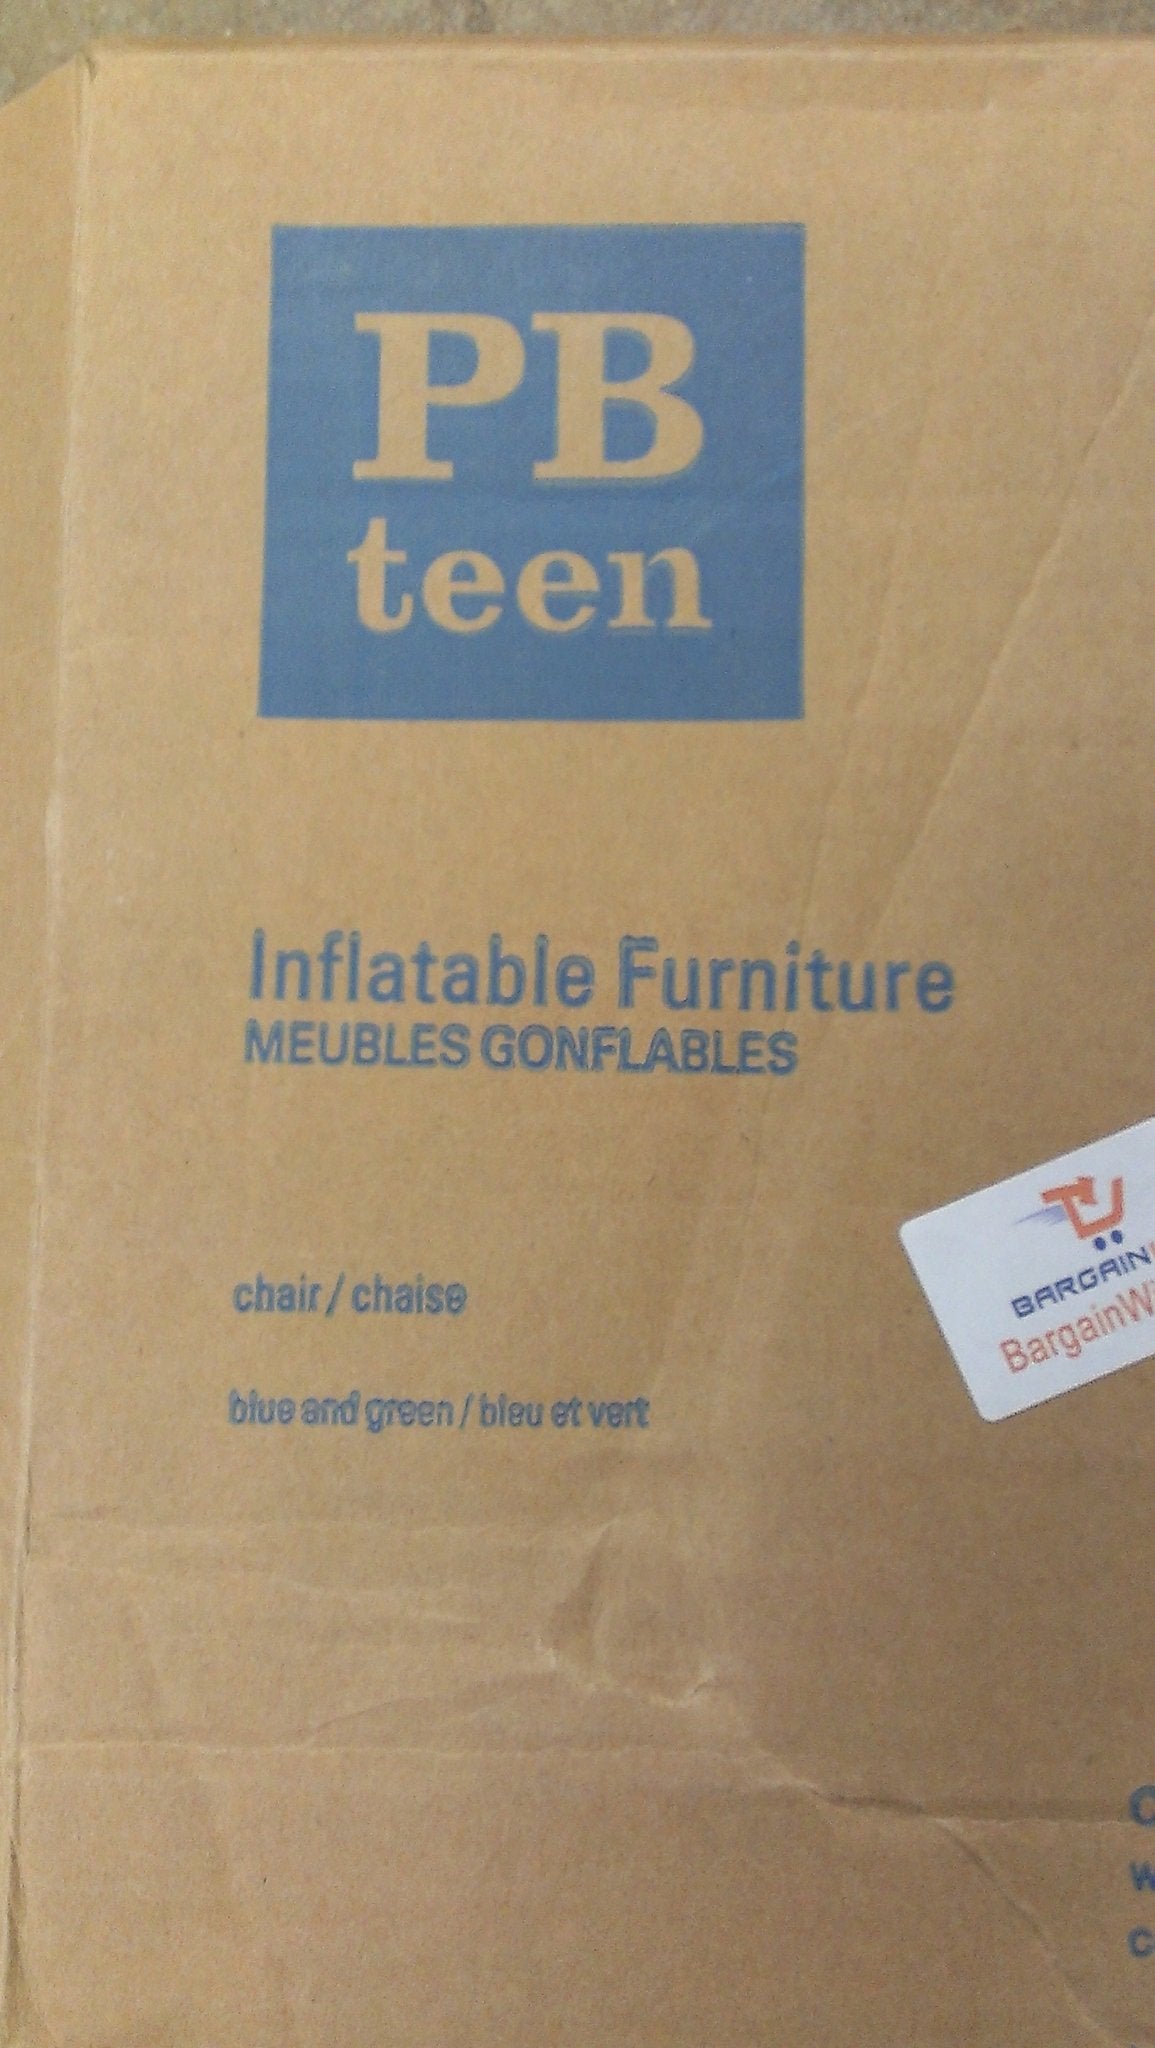 PB
teen
Inflatable Furniture
MEUBLES GONFLABLES
chair / chaise
blue and green / bleu et vert
BARGAIN
BargainW